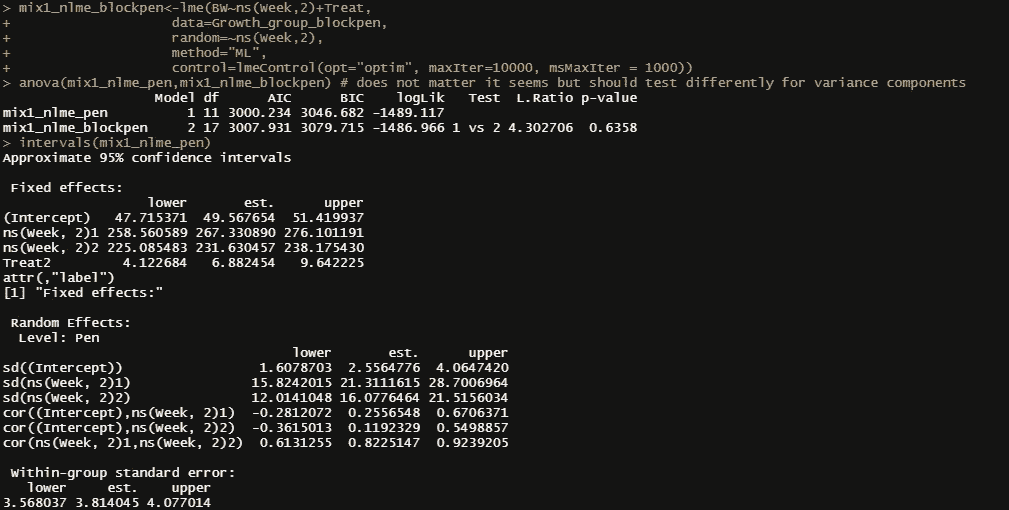 > mix1_nlme_blockpen<-lme(BW~ns(Week,2)+Treat,
+                    data=Growth_group_blockpen,
+                    random=~ns(Week,2),
+                    method="ML",
+                    control=lmeControl(opt="optim", maxIter=10000, msMaxIter = 1000))
> anova(mix1_nlme_pen,mix1_nlme_blockpen) # does not matter it seems but should test differently for variance components
                   Model df      AIC      BIC    logLik   Test  L.Ratio p-value
mix1_nlme_pen          1 11 3000.234 3046.682 -1489.117
mix1_nlme_blockpen     2 17 3007.931 3079.715 -1486.966 1 vs 2 4.302706  0.6358
> intervals(mix1_nlme_pen)
Approximate 95% confidence intervals
 Fixed effects:
                  lower       est.      upper
(Intercept)   47.715371  49.567654  51.419937
ns(Week, 2)1 258.560589 267.330890 276.101191
ns(Week, 2)2 225.085483 231.630457 238.175430
Treat2         4.122684   6.882454   9.642225
attr(,"label")
[1] "Fixed effects:"
 Random Effects:
  Level: Pen
                                 lower       est.      upper
sd((Intercept))              1.6078703  2.5564776  4.0647420
sd(ns(Week, 2)1)            15.8242015 21.3111615 28.7006964
sd(ns(Week, 2)2)            12.0141048 16.0776464 21.5156034
cor((Intercept),ns(Week, 2)1)  -0.2812072  0.2556548  0.6706371
cor((Intercept),ns(Week, 2)2)  -0.3615013  0.1192329  0.5498857
cor(ns(Week, 2)1,ns(Week, 2)2)  0.6131255  0.8225147  0.9239205
 Within-group standard error:
   lower     est.    upper
3.568037 3.814045 4.077014